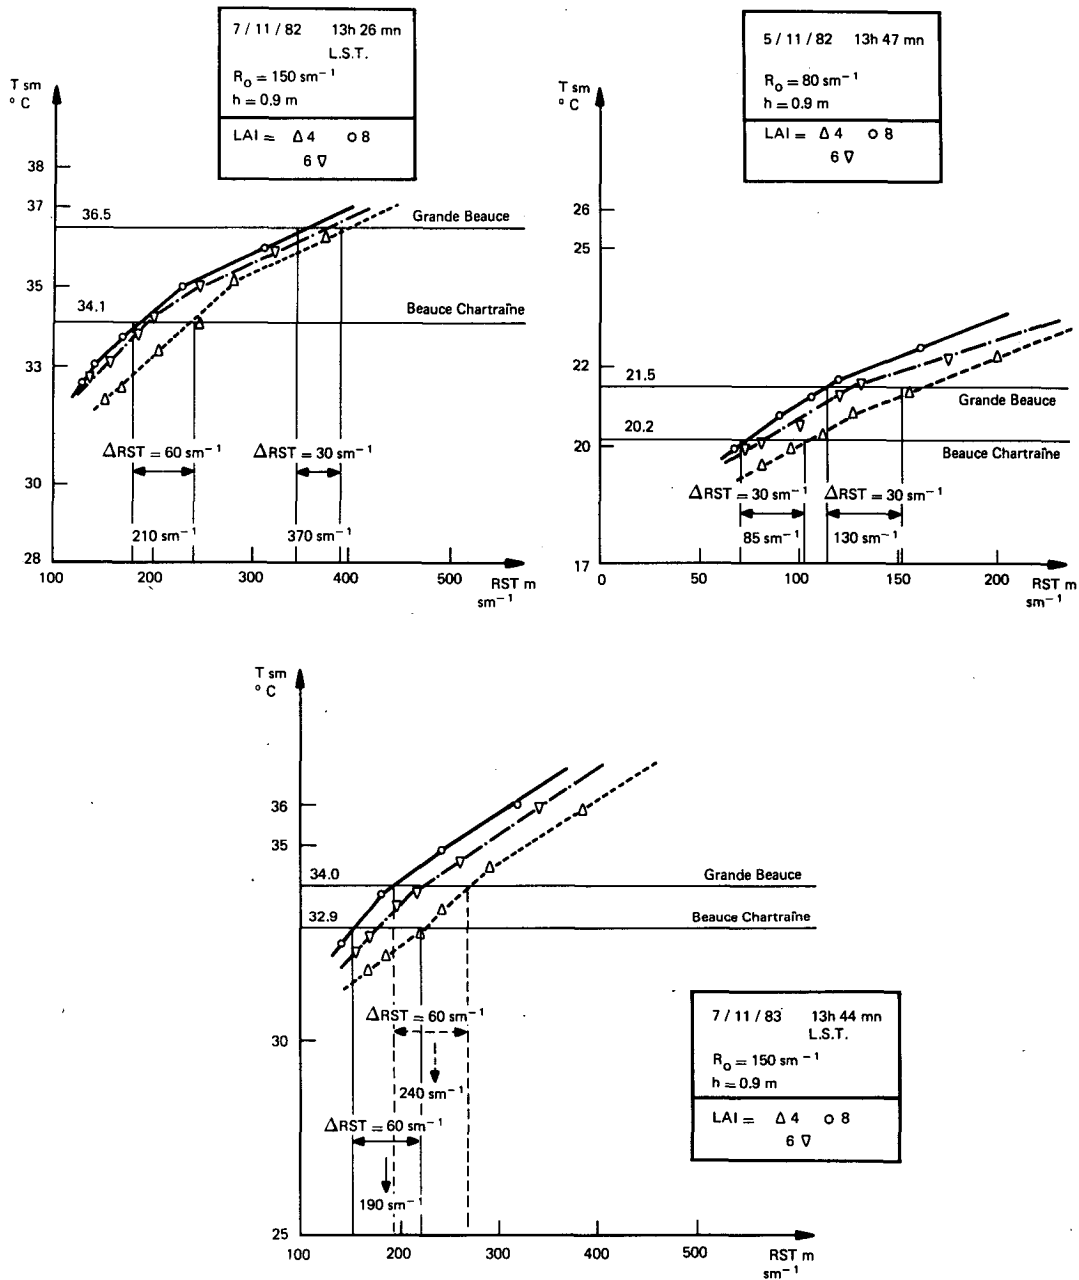 7 / 11 / 82 13h 26 mn
L.S.T.
R₀ = 150 sm⁻¹
h = 0.9 m
LAI = Δ 4 ○ 8
6 ∇
T sm
° C
38
37
36.5
Grande Beauce
35
34.1
Beauce Chartraîne
33
ΔRST = 60 sm⁻¹
ΔRST = 30 sm⁻¹
30
210 sm⁻¹
370 sm⁻¹
28
100
200
300
400
500
RST m
sm⁻¹
5 / 11 / 82 13h 47 mn
R₀ = 80 sm⁻¹
h = 0.9 m
LAI = Δ 4 ○ 8
6 ∇
T sm
° C
26
25
22
21.5
Grande Beauce
20.2
20
Beauce Chartraîne
ΔRST = 30 sm⁻¹
ΔRST = 30 sm⁻¹
85 sm⁻¹
130 sm⁻¹
17
0
50
100
150
200
RST m
sm⁻¹
T sm
° C
36
35
34.0
Grande Beauce
32.9
Beauce Chartraîne
ΔRST = 60 sm⁻¹
30
240 sm⁻¹
ΔRST = 60 sm⁻¹
190 sm⁻¹
25
100
200
300
400
500
RST m
sm⁻¹
7 / 11 / 83 13h 44 mn
L.S.T.
R₀ = 150 sm⁻¹
h = 0.9 m
LAI = Δ 4 ○ 8
6 ∇